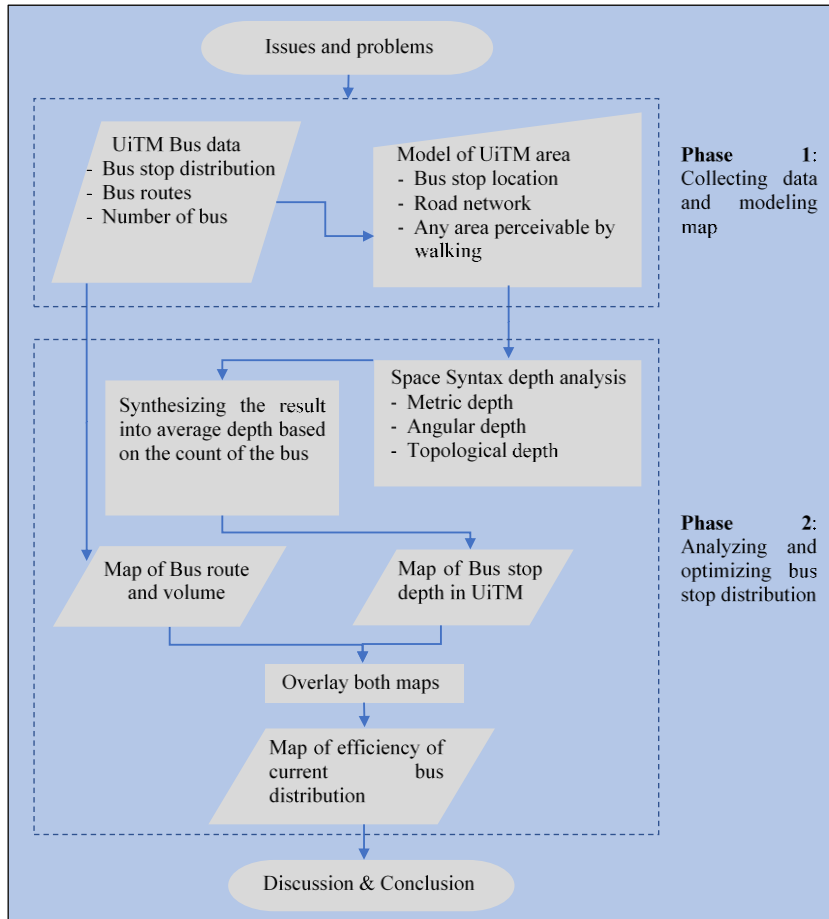 Issues and problems
UiTM Bus data
- Bus stop distribution
- Bus routes
- Number of bus
Model of UiTM area
- Bus stop location
- Road network
- Any area perceivable by
walking
Phase 1:
Collecting data
and modeling
map
Space Syntax depth analysis
- Metric depth
- Angular depth
- Topological depth
Synthesizing the result
into average depth based
on the count of the bus
Phase 2:
Analyzing and
optimizing bus
stop distribution
Map of Bus route
and volume
Map of Bus stop
depth in UiTM
Overlay both maps
Map of efficiency of
current bus
distribution
Discussion & Conclusion